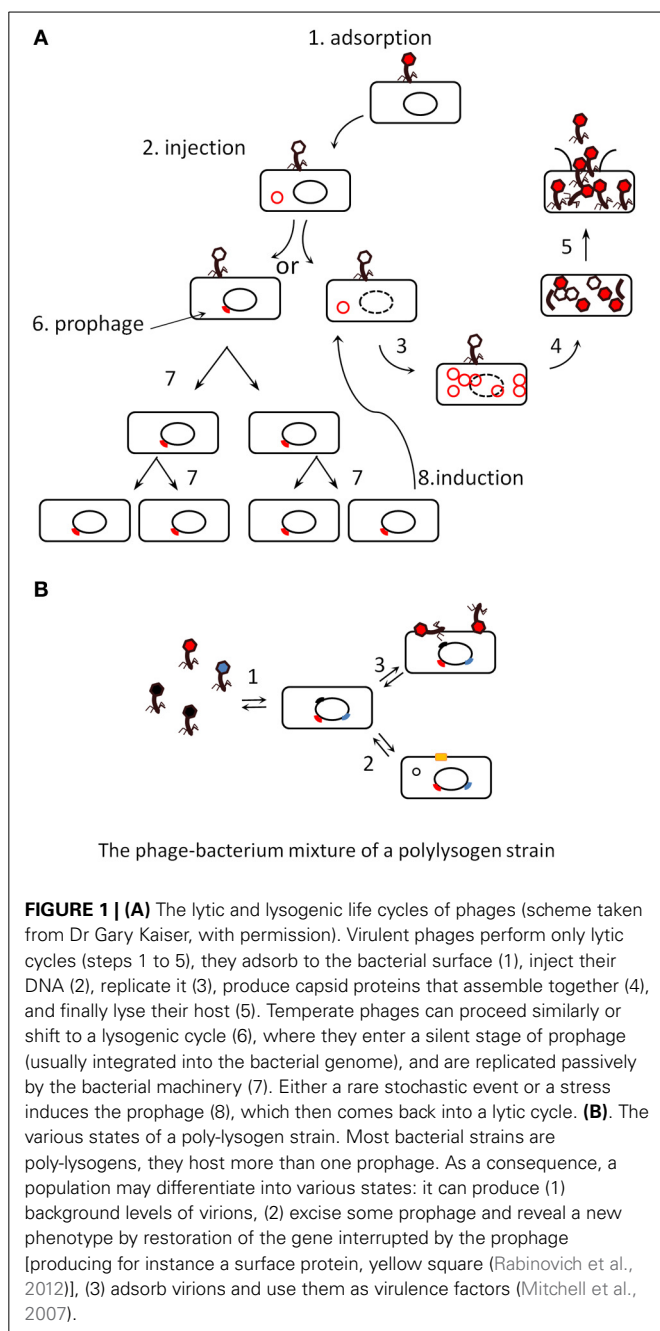 A
1. adsorption
2. injection
or
6. prophage
3
4
5
7
7
7
8.induction
B
1
3
2
The phage-bacterium mixture of a polylysogen strain
FIGURE 1 | (A) The lytic and lysogenic life cycles of phages (scheme taken
from Dr Gary Kaiser, with permission). Virulent phages perform only lytic
cycles (steps 1 to 5), they adsorb to the bacterial surface (1), inject their
DNA (2), replicate it (3), produce capsid proteins that assemble together (4),
and finally lyse their host (5). Temperate phages can proceed similarly or
shift to a lysogenic cycle (6), where they enter a silent stage of prophage
(usually integrated into the bacterial genome), and are replicated passively
by the bacterial machinery (7). Either a rare stochastic event or a stress
induces the prophage (8), which then comes back into a lytic cycle. (B). The
various states of a poly-lysogen strain. Most bacterial strains are
poly-lysogens, they host more than one prophage. As a consequence, a
population may differentiate into various states: it can produce (1)
background levels of virions, (2) excise some prophage and reveal a new
phenotype by restoration of the gene interrupted by the prophage
[producing for instance a surface protein, yellow square (Rabinovich et al.,
2012)], (3) adsorb virions and use them as virulence factors (Mitchell et al.,
2007).